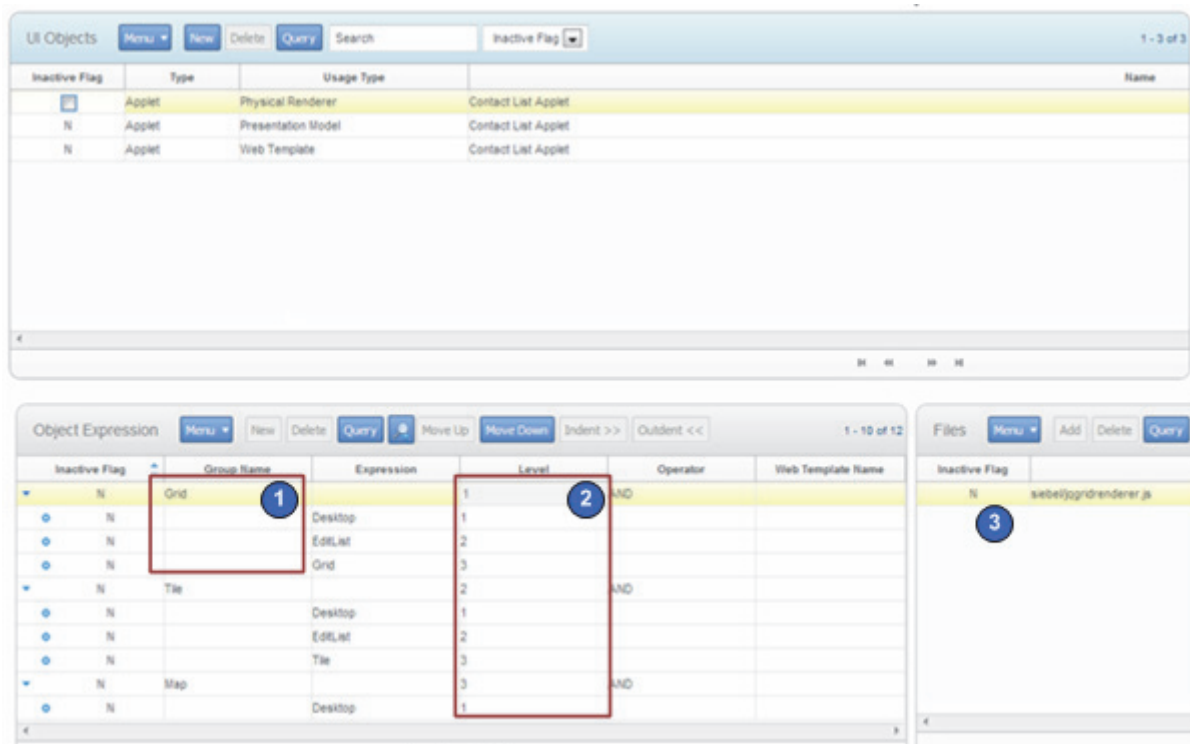 UI Objects Menu New Delete Query Search Inactive Flag 1 - 3 of 3
Inactive Flag Type Usage Type Name
Applet Physical Renderer Contact List Applet
N Applet Presentation Model Contact List Applet
N Applet Web Template Contact List Applet
Object Expression Menu New Delete Query Move Up Move Down Indent >> Outdent << 1 - 10 of 12
Inactive Flag Group Name Expression Level Operator Web Template Name
N Grid 1 1 2 AND
N Desktop 1
N EditList 2
N Grid 3
N Tile 2 AND
N Desktop 1
N EditList 2
N Tile 3
N Map 3 AND
N Desktop 1
Files Menu Add Delete Query
Inactive Flag
N siebel/jqgridrenderer.js
3